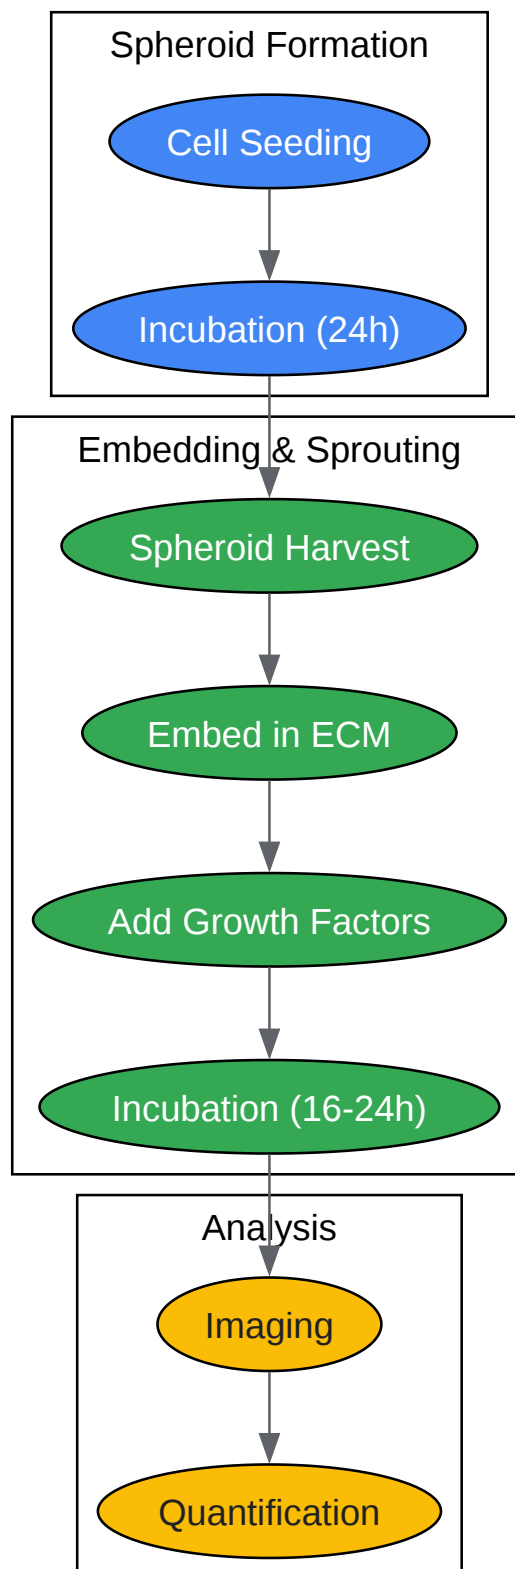 Spheroid Formation
Cell Seeding
Incubation (24h)
Embedding & Sprouting
Spheroid Harvest
Embed in ECM
Add Growth Factors
Incubation (16-24h)
Analysis
Imaging
Quantification